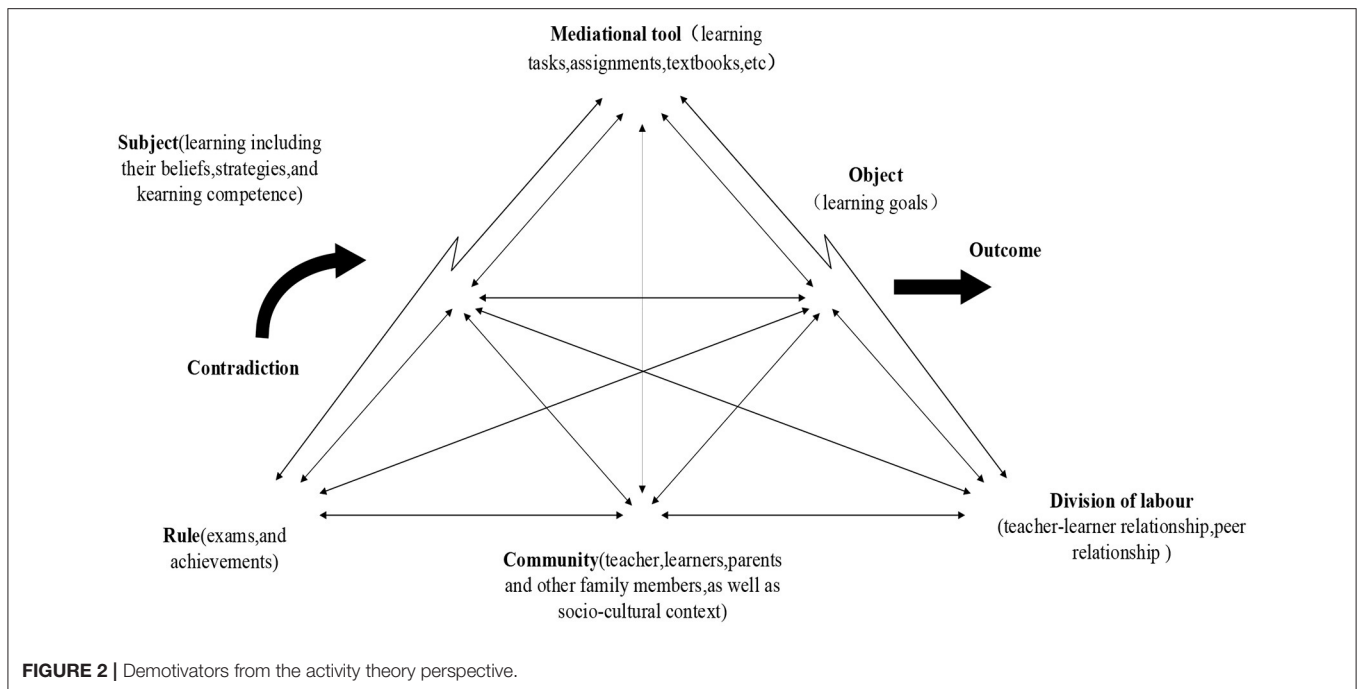 Mediational tool（learning
tasks,assignments,textbooks,etc）
Subject(learning including
their beliefs,strategies,and
kearning competence)
Object
（learning goals）
Outcome
Contradiction
Rule(exams,and
achievements)
Community(teacher,learners,parents
and other family members,as well as
socio-cultural context)
Division of labour
(teacher-learner relationship,peer
relationship )
FIGURE 2 | Demotivators from the activity theory perspective.